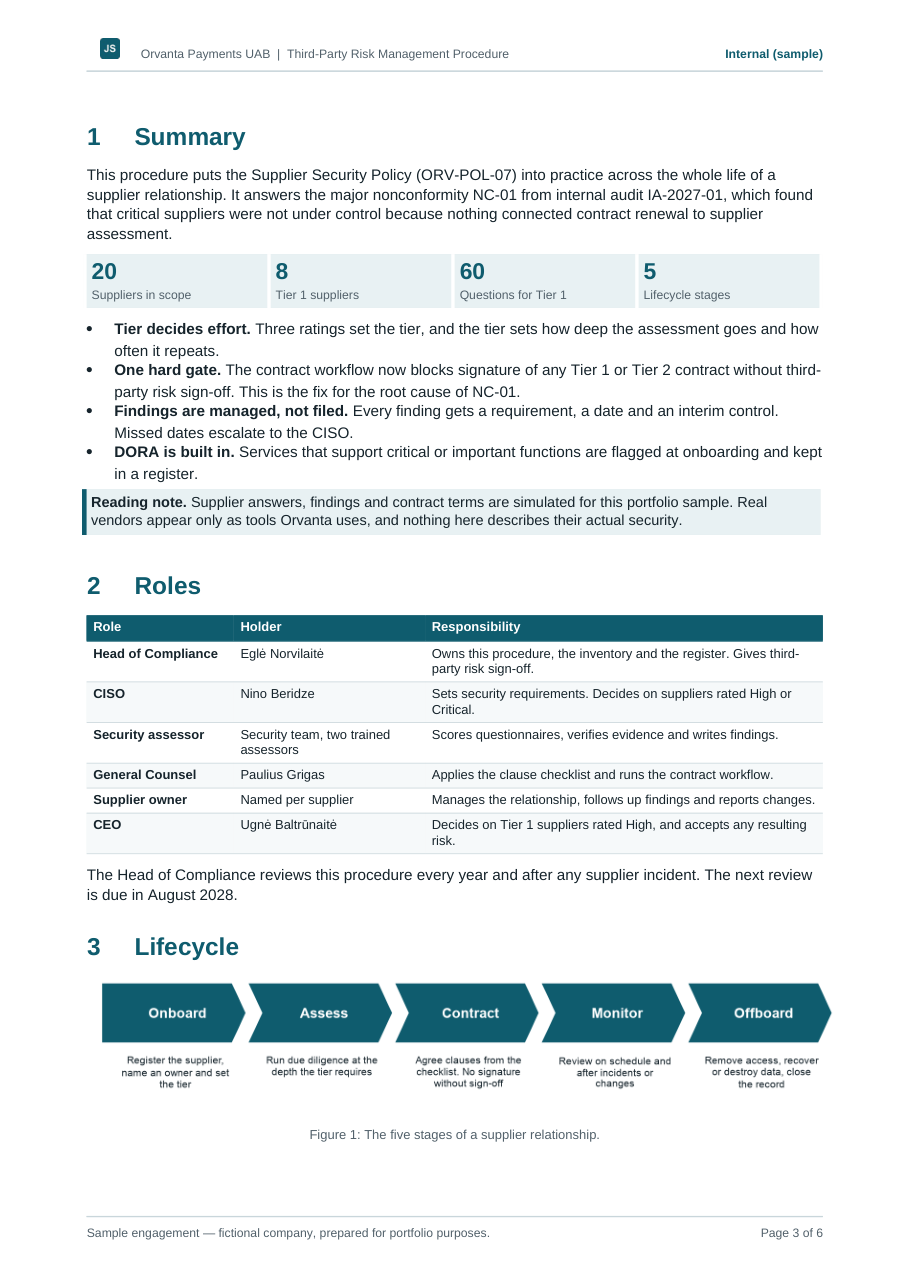 JS
Orvanta Payments UAB | Third-Party Risk Management Procedure
Internal (sample)
1 Summary
This procedure puts the Supplier Security Policy (ORV-POL-07) into practice across the whole life of a
supplier relationship. It answers the major nonconformity NC-01 from internal audit IA-2027-01, which found
that critical suppliers were not under control because nothing connected contract renewal to supplier
assessment.
20
Suppliers in scope
8
Tier 1 suppliers
60
Questions for Tier 1
5
Lifecycle stages
• Tier decides effort. Three ratings set the tier, and the tier sets how deep the assessment goes and how
often it repeats.
• One hard gate. The contract workflow now blocks signature of any Tier 1 or Tier 2 contract without third-
party risk sign-off. This is the fix for the root cause of NC-01.
• Findings are managed, not filed. Every finding gets a requirement, a date and an interim control.
Missed dates escalate to the CISO.
• DORA is built in. Services that support critical or important functions are flagged at onboarding and kept
in a register.
Reading note. Supplier answers, findings and contract terms are simulated for this portfolio sample. Real
vendors appear only as tools Orvanta uses, and nothing here describes their actual security.
2 Roles
Role Holder Responsibility
Head of Compliance Eglė Norvilaitė Owns this procedure, the inventory and the register. Gives third-
party risk sign-off.
CISO Nino Beridze Sets security requirements. Decides on suppliers rated High or
Critical.
Security assessor Security team, two trained Scores questionnaires, verifies evidence and writes findings.
assessors
General Counsel Paulius Grigas Applies the clause checklist and runs the contract workflow.
Supplier owner Named per supplier Manages the relationship, follows up findings and reports changes.
CEO Ugnė Baltrūnaitė Decides on Tier 1 suppliers rated High, and accepts any resulting
risk.
The Head of Compliance reviews this procedure every year and after any supplier incident. The next review
is due in August 2028.
3 Lifecycle
Onboard
Register the supplier,
name an owner and set
the tier
Assess
Run due diligence at the
depth the tier requires
Contract
Agree clauses from the
checklist. No signature
without sign-off
Monitor
Review on schedule and
after incidents or
changes
Offboard
Remove access, recover
or destroy data, close
the record
Figure 1: The five stages of a supplier relationship.
Sample engagement — fictional company, prepared for portfolio purposes.
Page 3 of 6